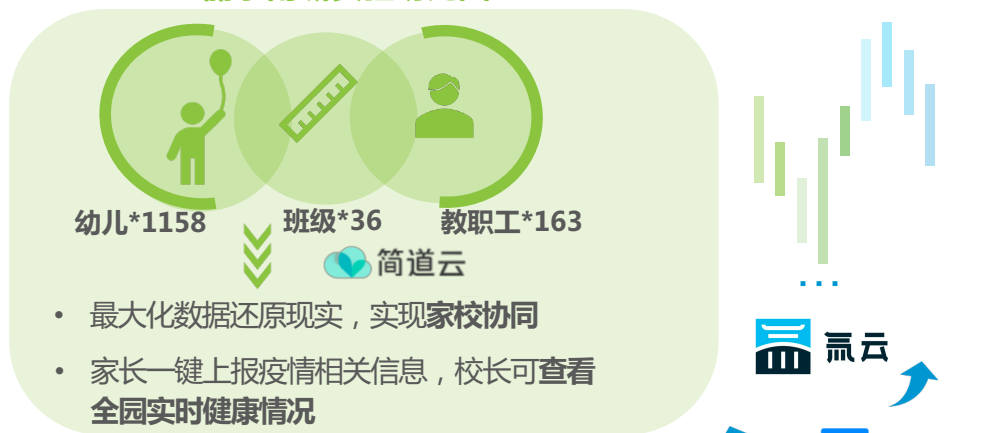 幼儿*1158
班级*36
教职工*163
简道云
• 最大化数据还原现实，实现家校协同
• 家长一键上报疫情相关信息，校长可查看
全园实时健康情况
...
氚云